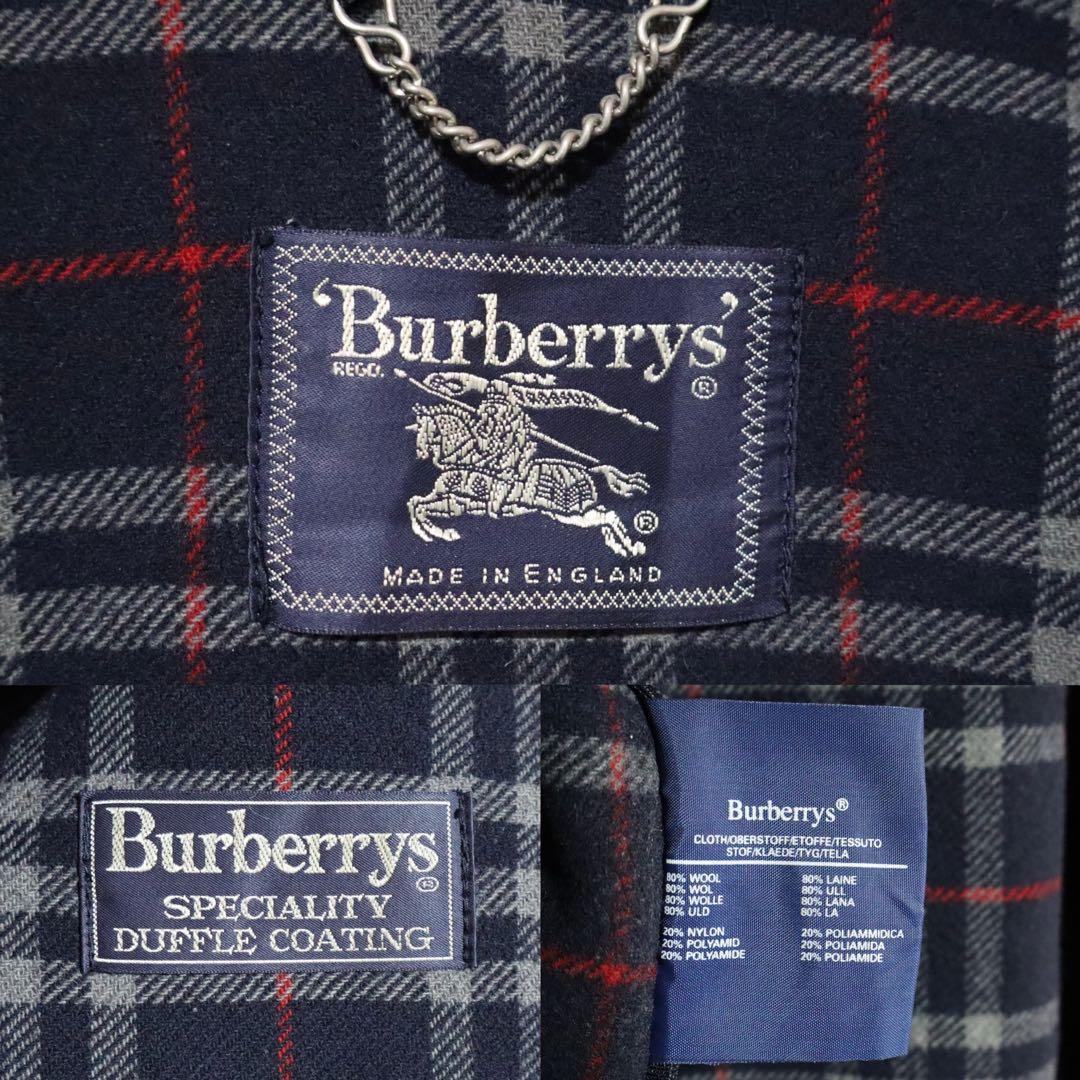 'Burberrys'
REGD. ®
®
MADE IN ENGLAND
Burberrys
®
SPECIALITY
DUFFLE COATING
Burberrys®
CLOTH/OBERSTOFF/ETOFFE/TESSUTO
STOF/KLAEDE/TYG/TELA
80% WOOL 80% LAINE
80% WOL 80% ULL
80% WOLLE 80% LANA
80% ULD 80% LA
20% NYLON 20% POLIAMMIDICA
20% POLYAMID 20% POLIAMIDA
20% POLYAMIDE 20% POLIAMIDE